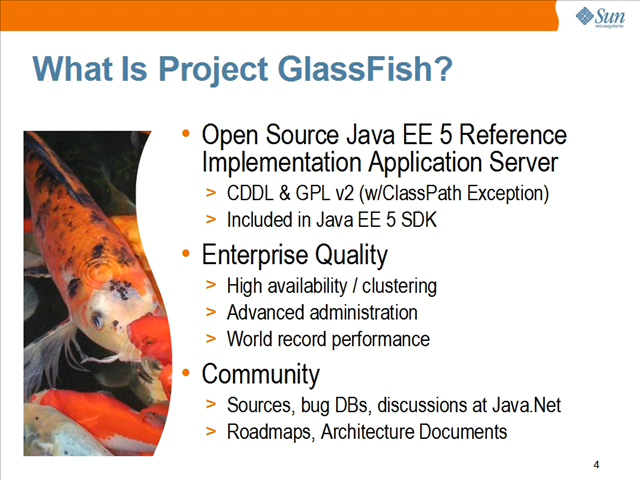 Sun
microsystems
What Is Project GlassFish?
• Open Source Java EE 5 Reference
Implementation Application Server
> CDDL & GPL v2 (w/ClassPath Exception)
> Included in Java EE 5 SDK
• Enterprise Quality
> High availability / clustering
> Advanced administration
> World record performance
• Community
> Sources, bug DBs, discussions at Java.Net
> Roadmaps, Architecture Documents
4